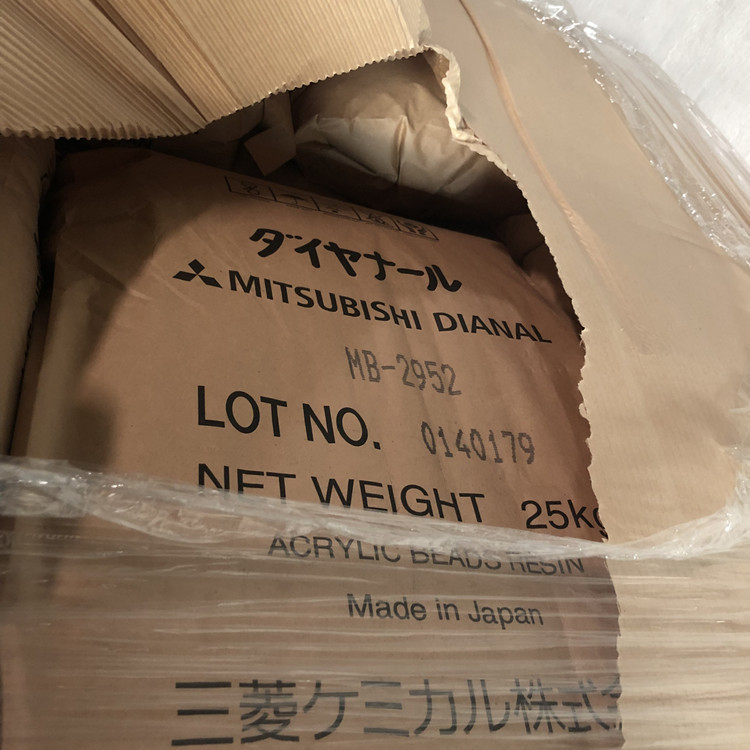 ダイヤナール
MITSUBISHI DIANAL
MB-2952
LOT NO. 0140179
NET WEIGHT 25kg
ACRYLIC BEADS RESIN
Made in Japan
三菱ケミカル株式